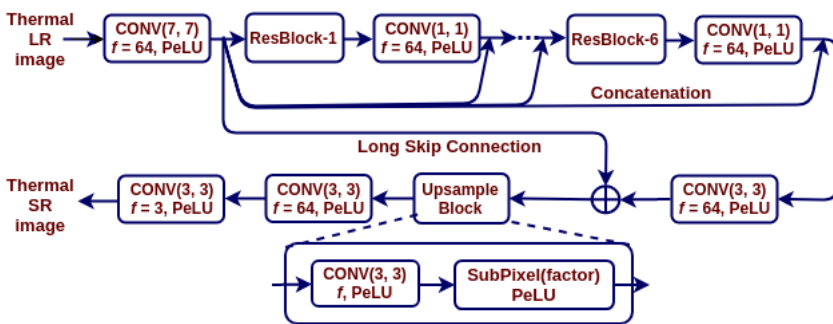 Thermal
LR
image
CONV(7, 7)
f = 64, PeLU
ResBlock-1
CONV(1, 1)
f = 64, PeLU
ResBlock-6
CONV(1, 1)
f = 64, PeLU
Concatenation
Long Skip Connection
Thermal
SR
image
CONV(3, 3)
f = 3, PeLU
CONV(3, 3)
f = 64, PeLU
Upsample
Block
CONV(3, 3)
f = 64, PeLU
CONV(3, 3)
f, PeLU
SubPixel(factor)
PeLU